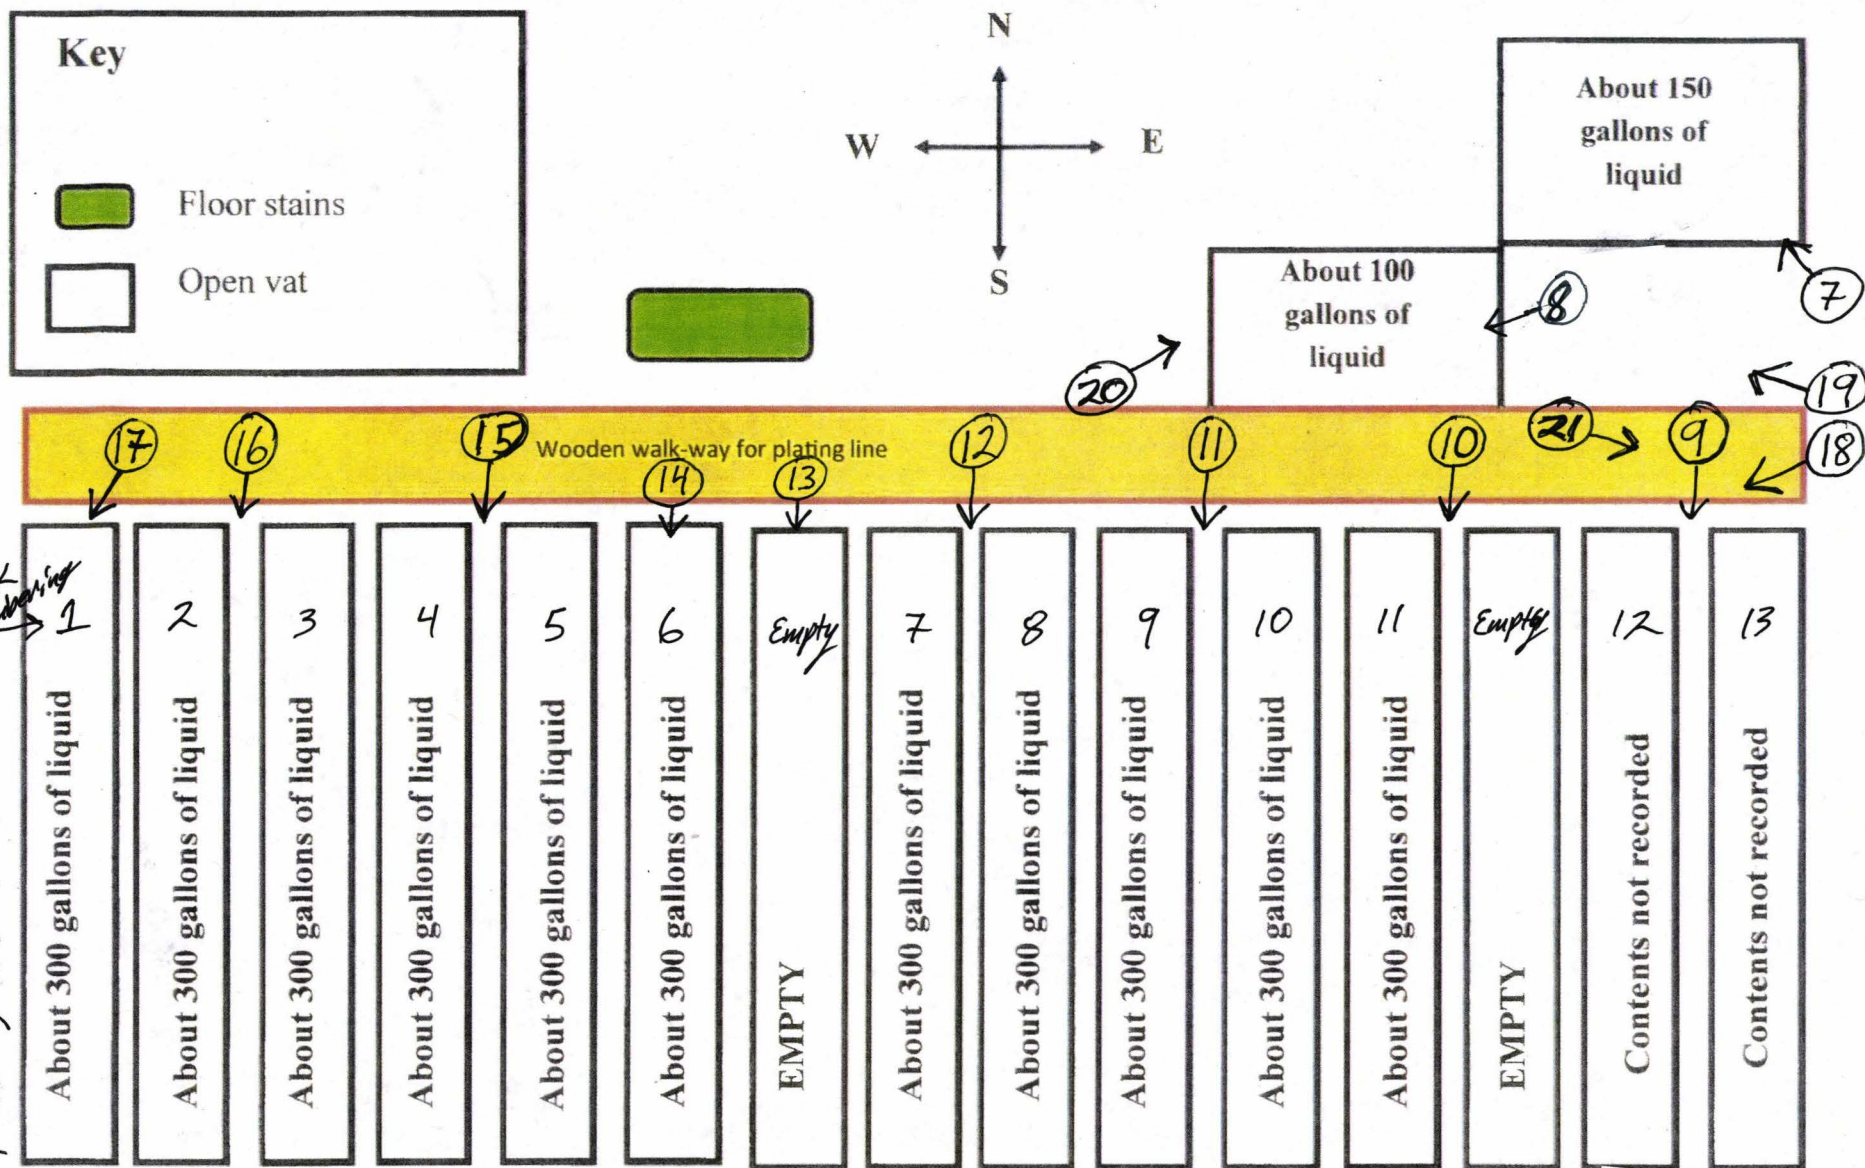 Key
Floor stains
Open vat
N
W
E
S
About 150
gallons of
liquid
About 100
gallons of
liquid
7
8
20
19
17
16
15
Wooden walk-way for plating line
14
13
12
11
10
21
9
18
1
2
3
4
5
6
Empty
7
8
9
10
11
Empty
12
13
About 300 gallons of liquid
About 300 gallons of liquid
About 300 gallons of liquid
About 300 gallons of liquid
About 300 gallons of liquid
About 300 gallons of liquid
EMPTY
About 300 gallons of liquid
About 300 gallons of liquid
About 300 gallons of liquid
About 300 gallons of liquid
About 300 gallons of liquid
EMPTY
Contents not recorded
Contents not recorded